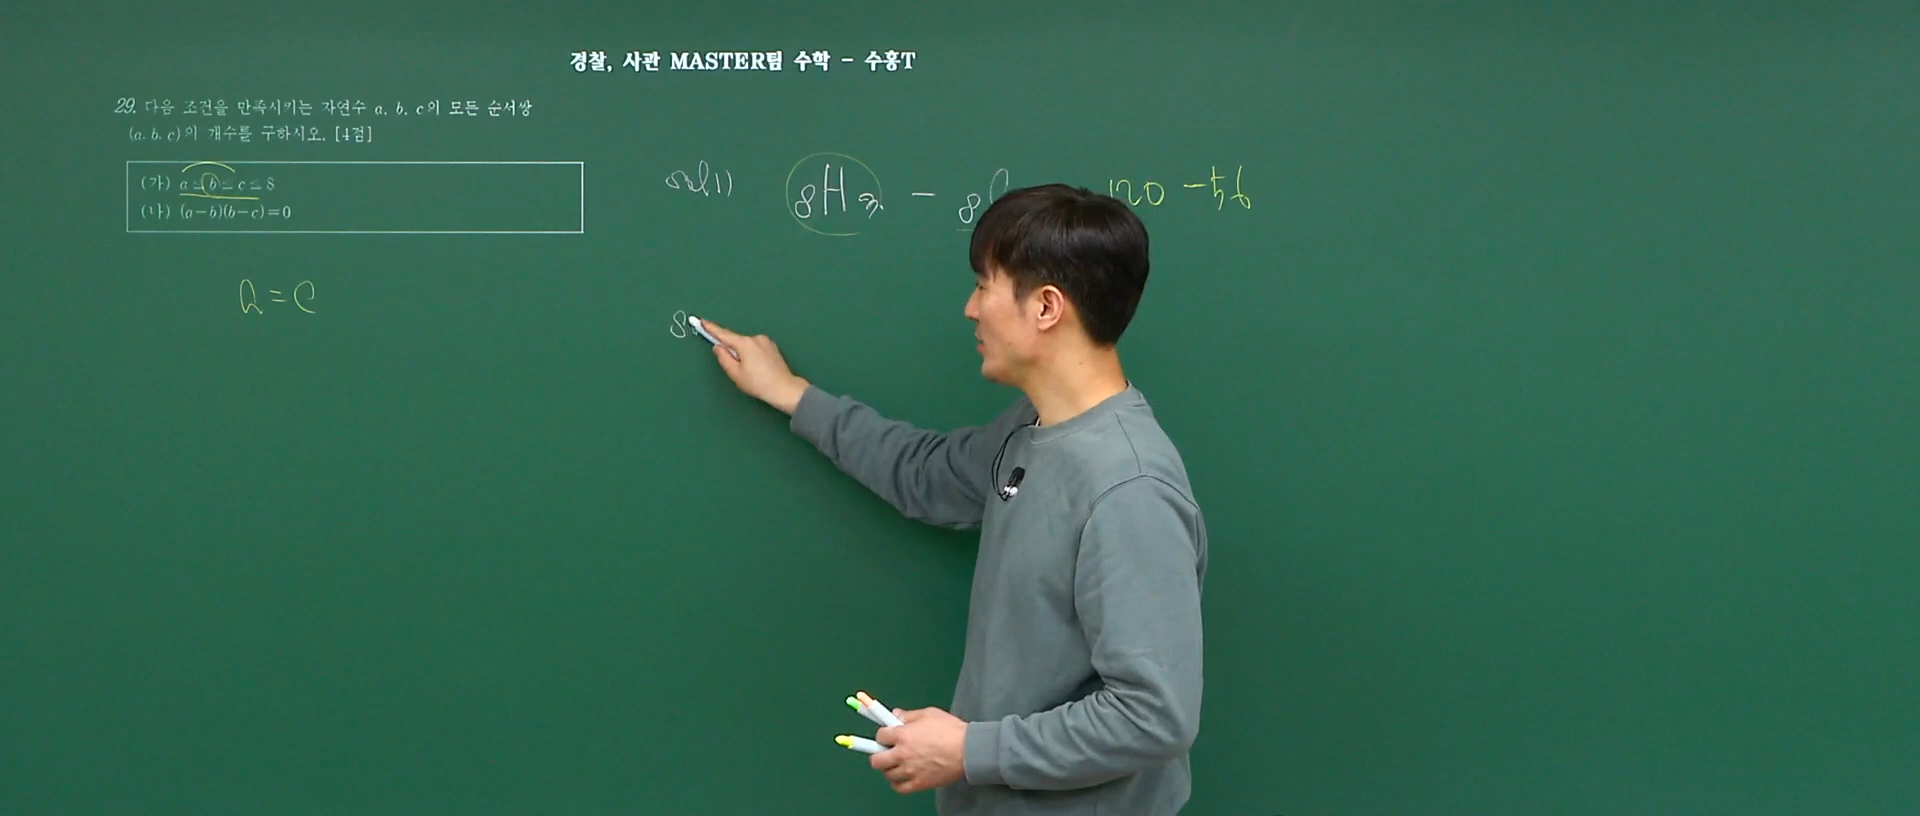 경찰, 사관 MASTER팀 수학 - 수홍T
29. 다음 조건을 만족시키는 자연수 a, b, c의 모든 순서쌍
(a, b, c)의 개수를 구하시오. [4점]
(가) a ≤ b ≤ c ≤ 8
(나) (a-b)(b-c)=0
sol1) 8H3 - 8C 120 - 56
a = c
8